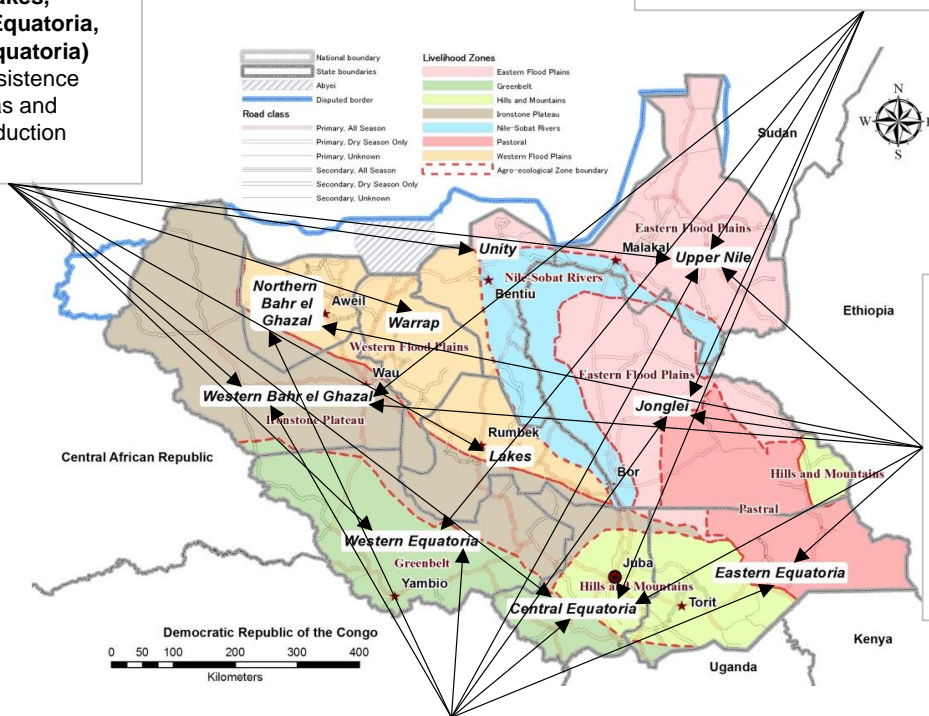 akes,
Equatoria,
quatoria)
sistence
as and
duction
National boundary
State boundaries
Abyei
Disputed border
Road class
Primary, All Season
Primary, Dry Season Only
Primary, Unknown
Secondary, All Season
Secondary, Dry Season Only
Secondary, Unknown
Livelihood Zones
Eastern Flood Plains
Greenbelt
Hills and Mountains
Ironstone Plateau
Nile-Sobat Rivers
Pastoral
Western Flood Plains
Agro-ecological Zone boundary
N
W
E
S
Sudan
Eastern Flood Plains
Malakal
Upper Nile
Unity
Nile-Sobat Rivers
Bentiu
Northern
Bahr el
Ghazal
Aweil
Warrap
Ethiopia
Western Flood Plains
Wau
Eastern Flood Plains
Western Bahr el Ghazal
Jonglei
Ironstone Plateau
Rumbek
Lakes
Central African Republic
Bor
Hills and Mountains
Pastral
Western Equatoria
Greenbelt
Juba
Eastern Equatoria
Yambio
Hills and Mountains
Central Equatoria
Torit
Democratic Republic of the Congo
Kenya
0 50 100 200 300 400
Kilometers
Uganda